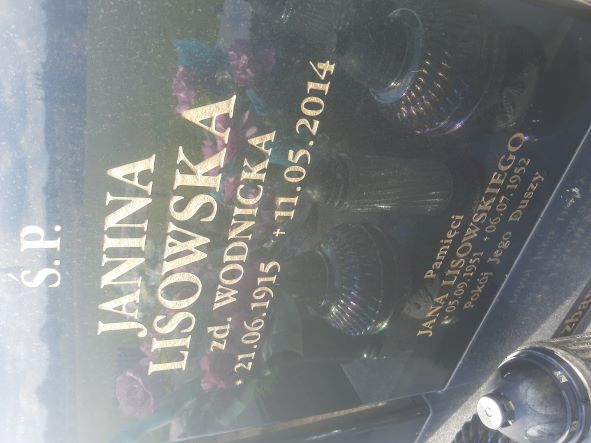 Ś.P.
JANINA
LISOWSKA
zd. WODNICKA
* 21.06.1915 † 11.05.2014
Pamięci
JANA LISOWSKIEGO
* 05.09.1951 † 06.07.1952
Pokój Jego Duszy